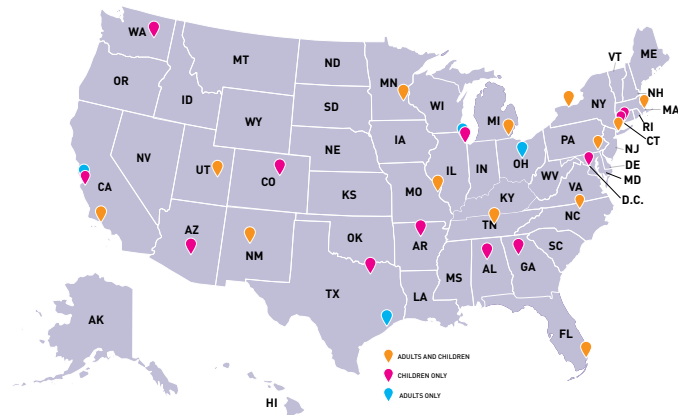 WA
MT
ND
MN
VT
ME
OR
ID
WY
SD
WI
MI
NY
NH
MA
RI
CT
NV
UT
CO
NE
IA
IL
IN
OH
PA
NJ
DE
MD
D.C.
CA
AZ
NM
KS
MO
KY
WV
VA
OK
AR
TN
NC
SC
TX
LA
MS
AL
GA
FL
AK
HI
ADULTS AND CHILDREN
CHILDREN ONLY
ADULTS ONLY